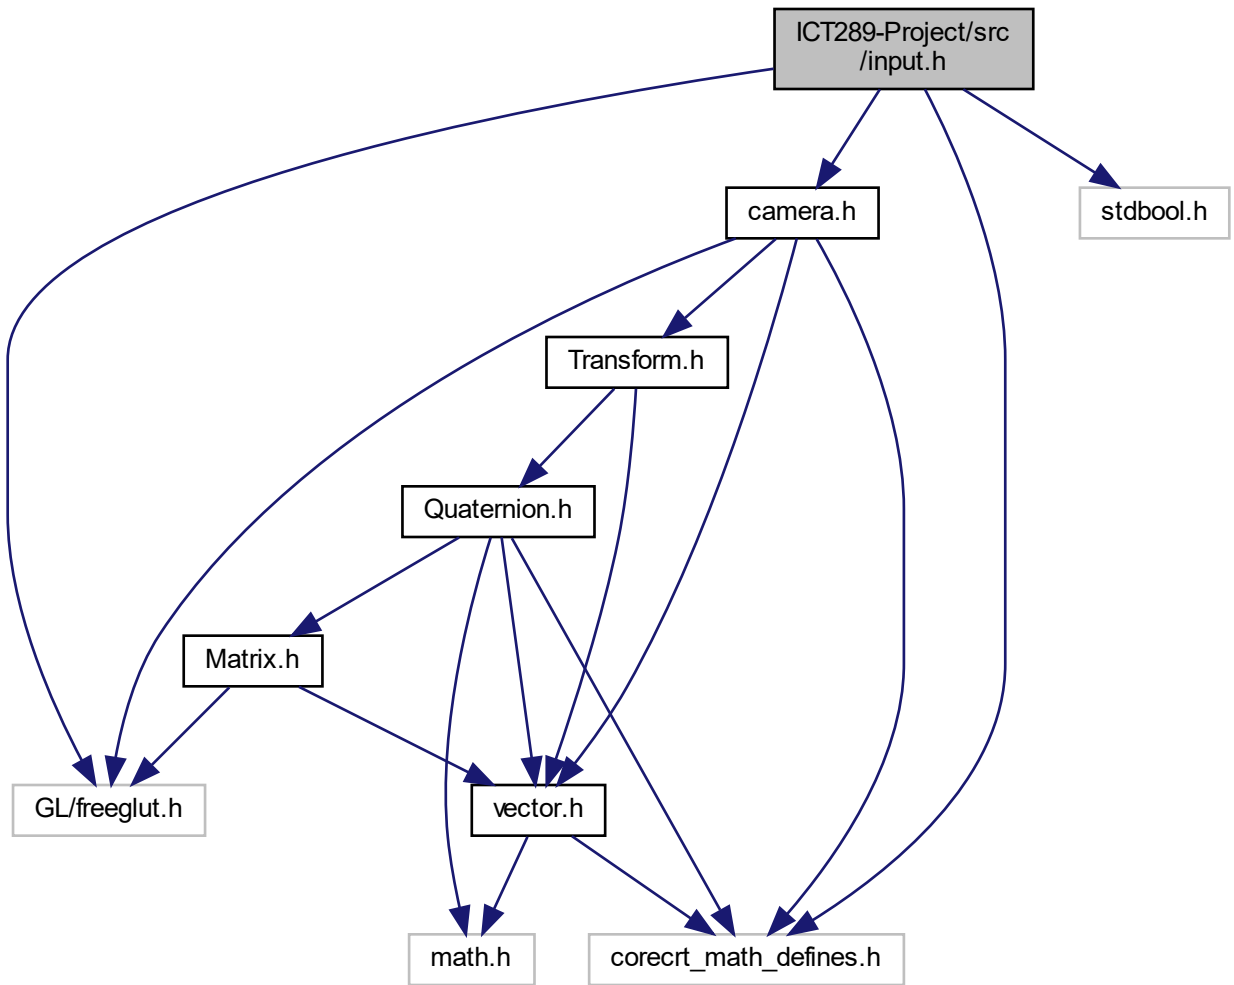 ICT289-Project/src
/input.h
camera.h
stdbool.h
Transform.h
Quaternion.h
Matrix.h
GL/freeglut.h
vector.h
math.h
corecrt_math_defines.h